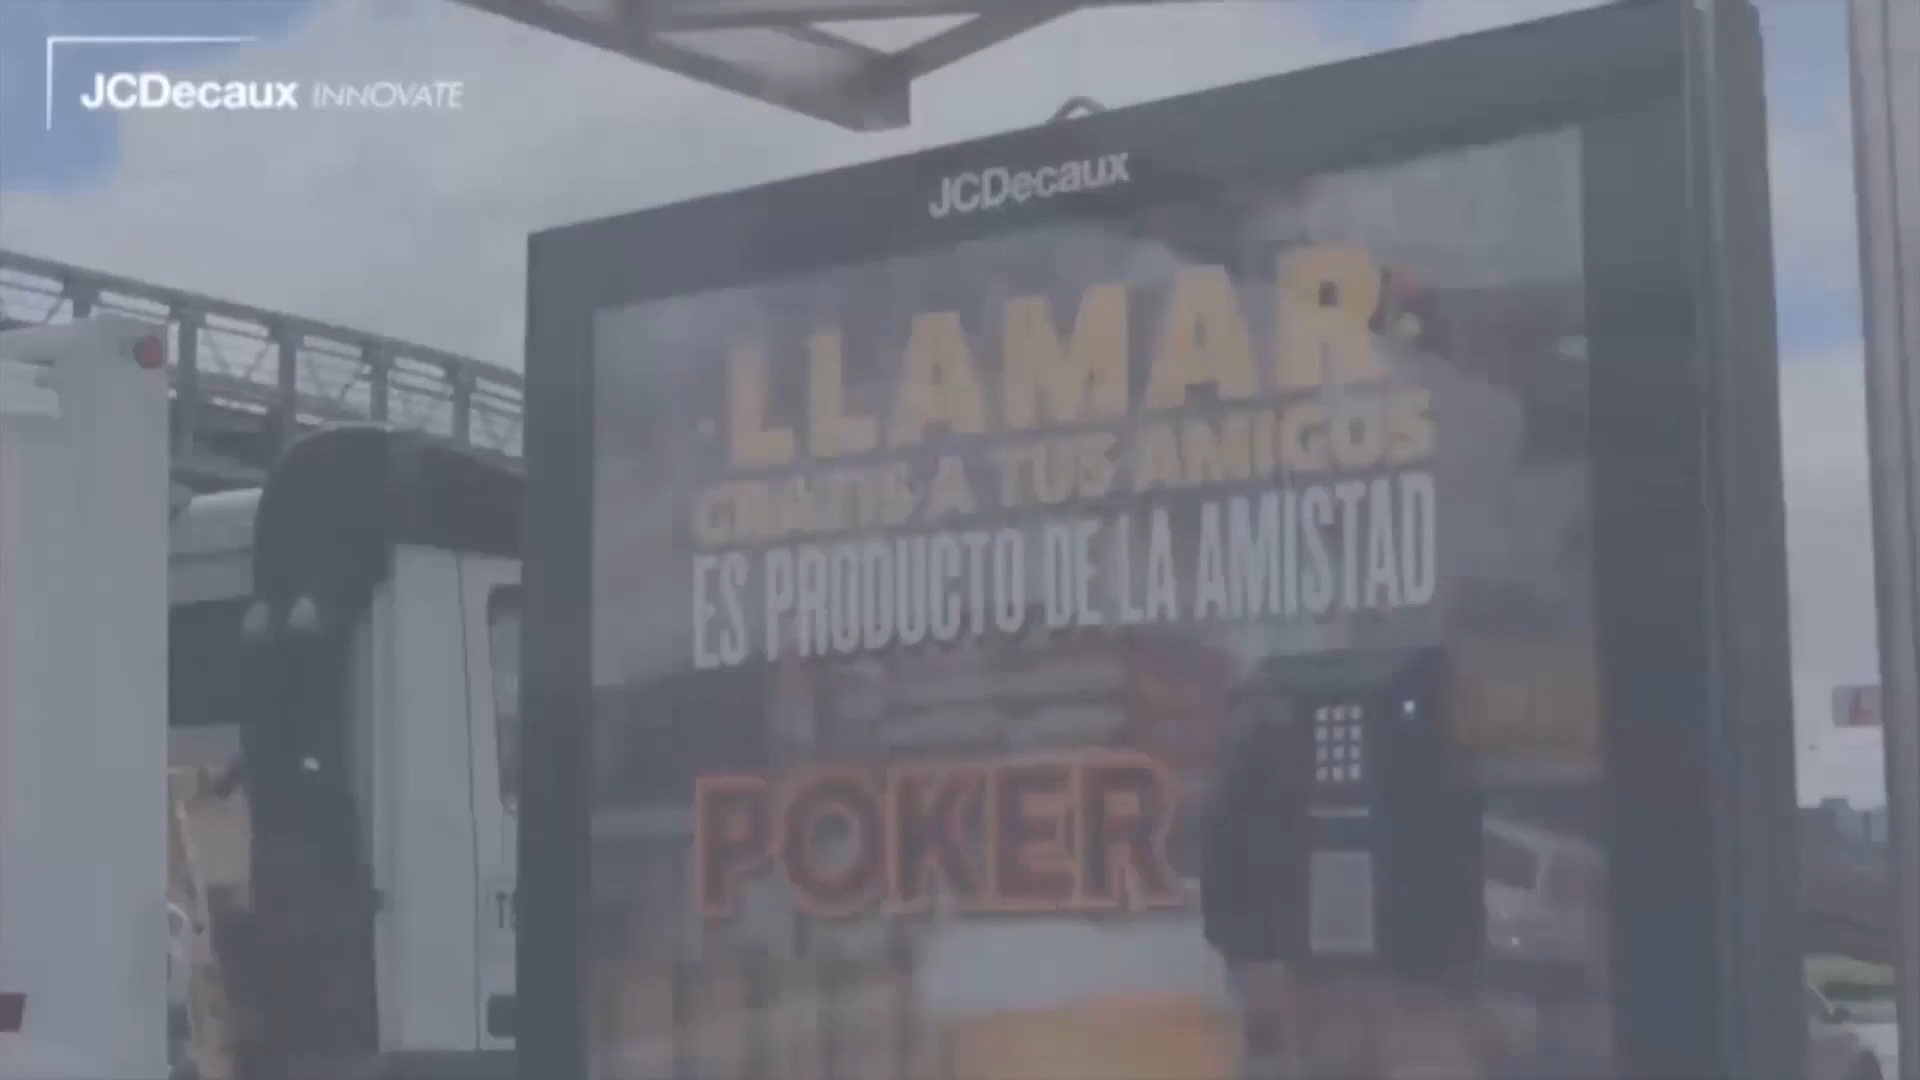 JCDecaux INNOVATE
JCDecaux
LLAMAR
GRATIS A TUS AMIGOS
ES PRODUCTO DE LA AMISTAD
POKER